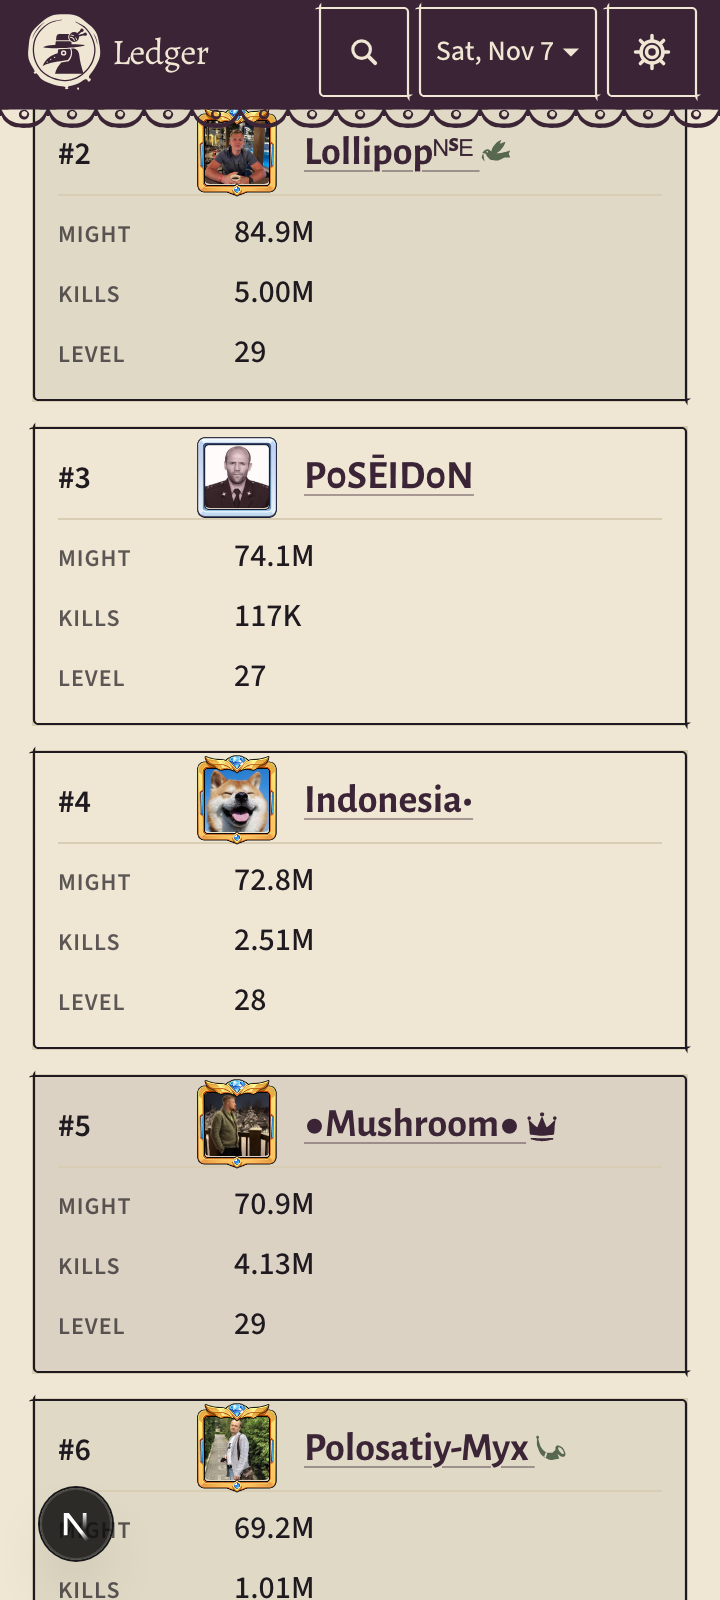 Ledger
Sat, Nov 7
#2
Lollipopᴺˢᴱ
MIGHT
84.9M
KILLS
5.00M
LEVEL
29
#3
PoSĒIDoN
MIGHT
74.1M
KILLS
117K
LEVEL
27
#4
Indonesia•
MIGHT
72.8M
KILLS
2.51M
LEVEL
28
#5
●Mushroom●
MIGHT
70.9M
KILLS
4.13M
LEVEL
29
#6
Polosatiy-Myx
MIGHT
69.2M
N
KILLS
1.01M